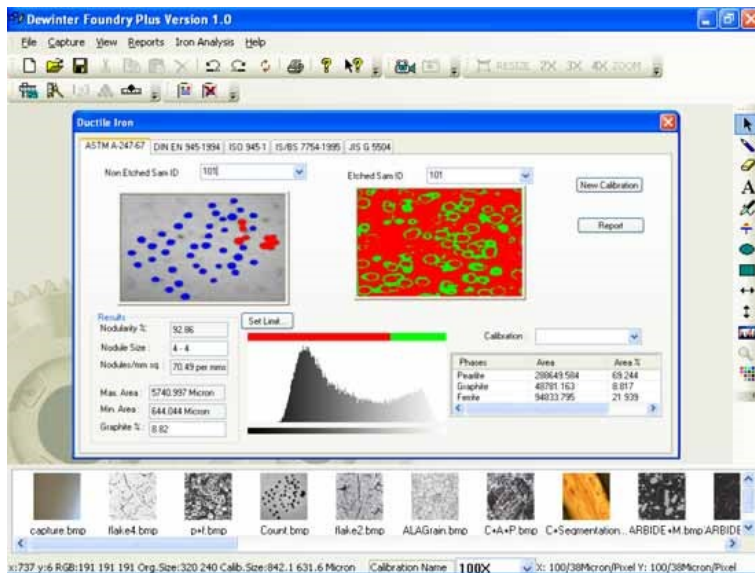 Dewinter Foundry Plus Version 1.0
File Capture View Reports Iron Analysis Help
RESIZE 2X 3X 4X ZOOM
Ductile Iron
ASTM A-247-67 DIN EN 945-1994 ISO 945-1 IS/BS 7754-1995 JIS G 5504
Non Etched Sam ID 101 Etched Sam ID 101
New Calibration
Report
Results
Nodularity %: 92.86
Nodule Size : 4 - 4
Nodules/mm sq. 70.49 per mms
Max. Area : 5740.997 Micron
Min. Area : 644.044 Micron
Graphite % : 8.82
Set Limit...
Calibration
Phases Area Area %
Pearlite 288649.584 69.244
Graphite 48781.163 8.817
Ferrite 94833.795 21.939
capture.bmp flake4.bmp p+f.bmp Count.bmp flake2.bmp ALAGrain.bmp C+A+P.bmp C+Segmentation... ARBIDE+M.bmp ARBIDE
x:737 y:6 RGB:191 191 191 Org.Size:320 240 Calib.Size:842.1 631.6 Micron Calibration Name 100X X: 100/38Micron/Pixel Y: 100/38Micron/Pixel